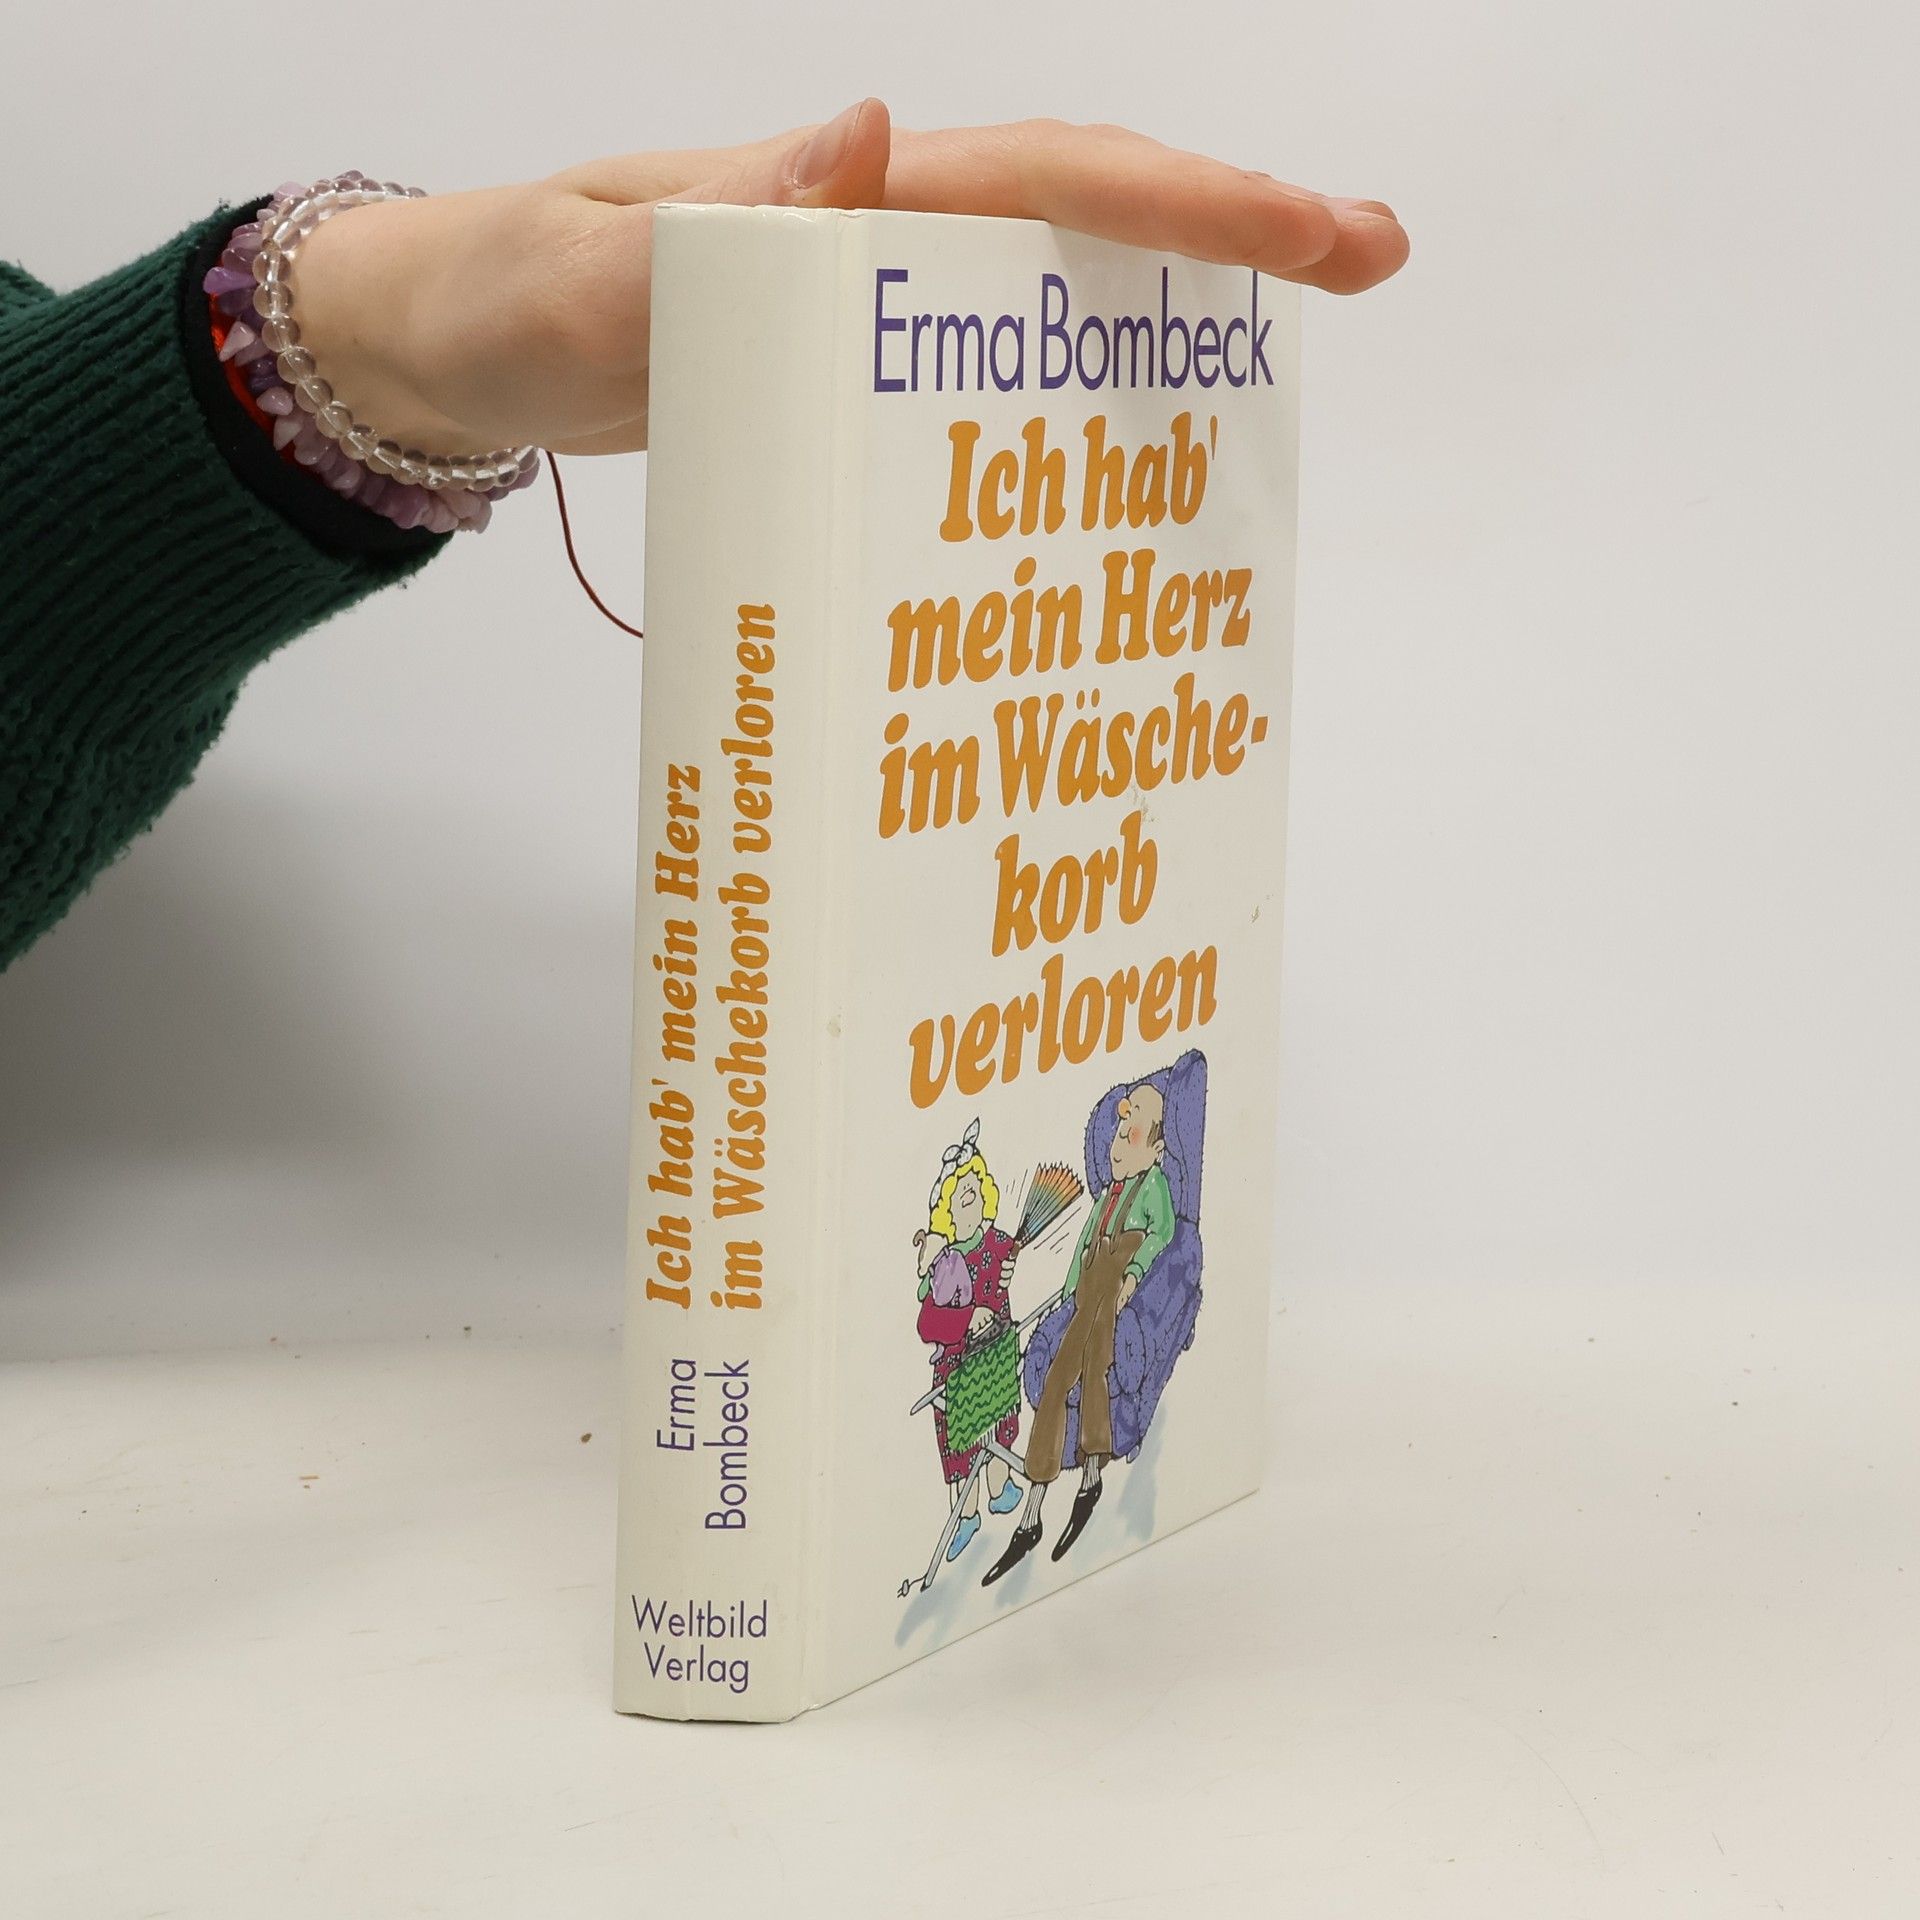 Erma Bombeck
Ich hab'
mein Herz
im Wäsche-
korb
verloren
Ich hab' mein Herz
im Wäschekorb verloren
Erma
Bombeck
Weltbild
Verlag